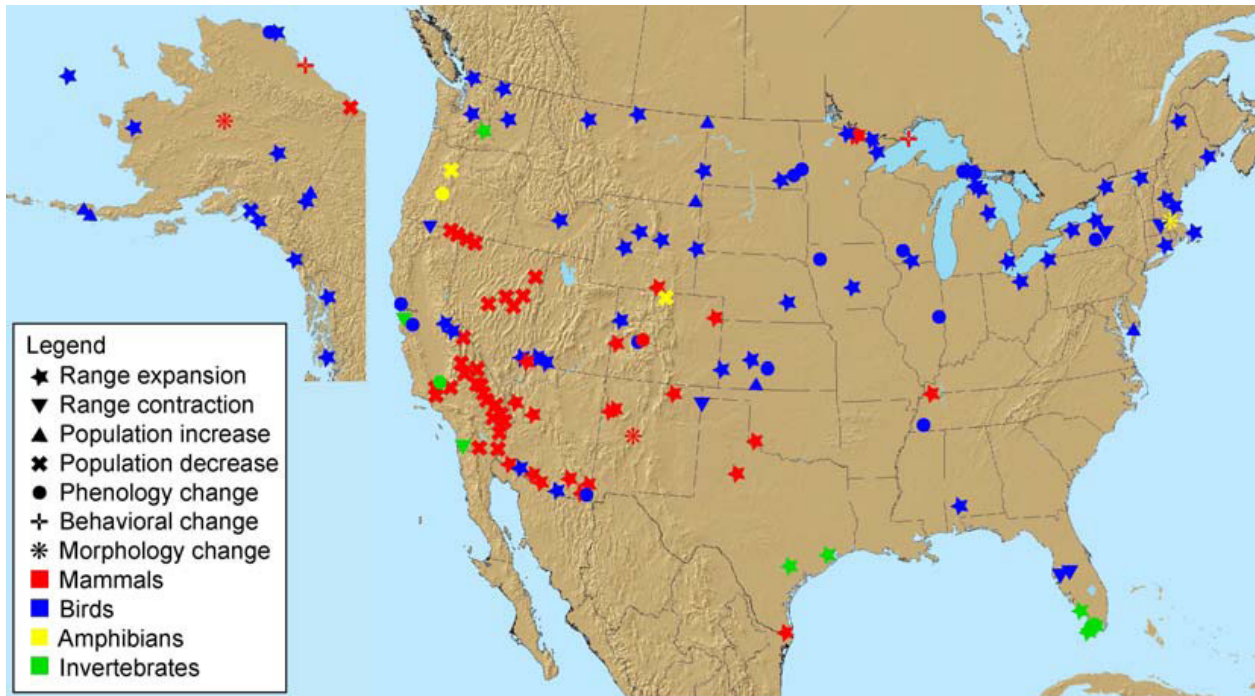 Legend
Range expansion
Range contraction
Population increase
Population decrease
Phenology change
Behavioral change
Morphology change
Mammals
Birds
Amphibians
Invertebrates